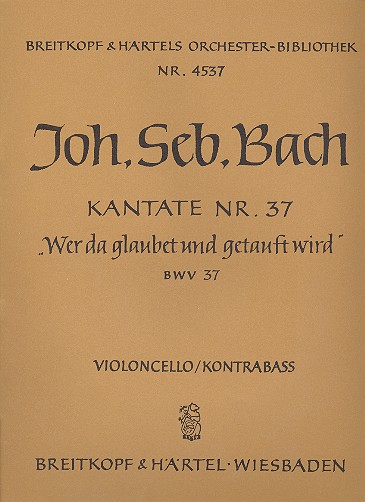 BREITKOPF & HÄRTELS ORCHESTER-BIBLIOTHEK
NR. 4537
Joh. Seb. Bach
KANTATE NR. 37
„Wer da glaubet und getauft wird"
BWV 37
VIOLONCELLO/KONTRABASS
BREITKOPF & HÄRTEL · WIESBADEN